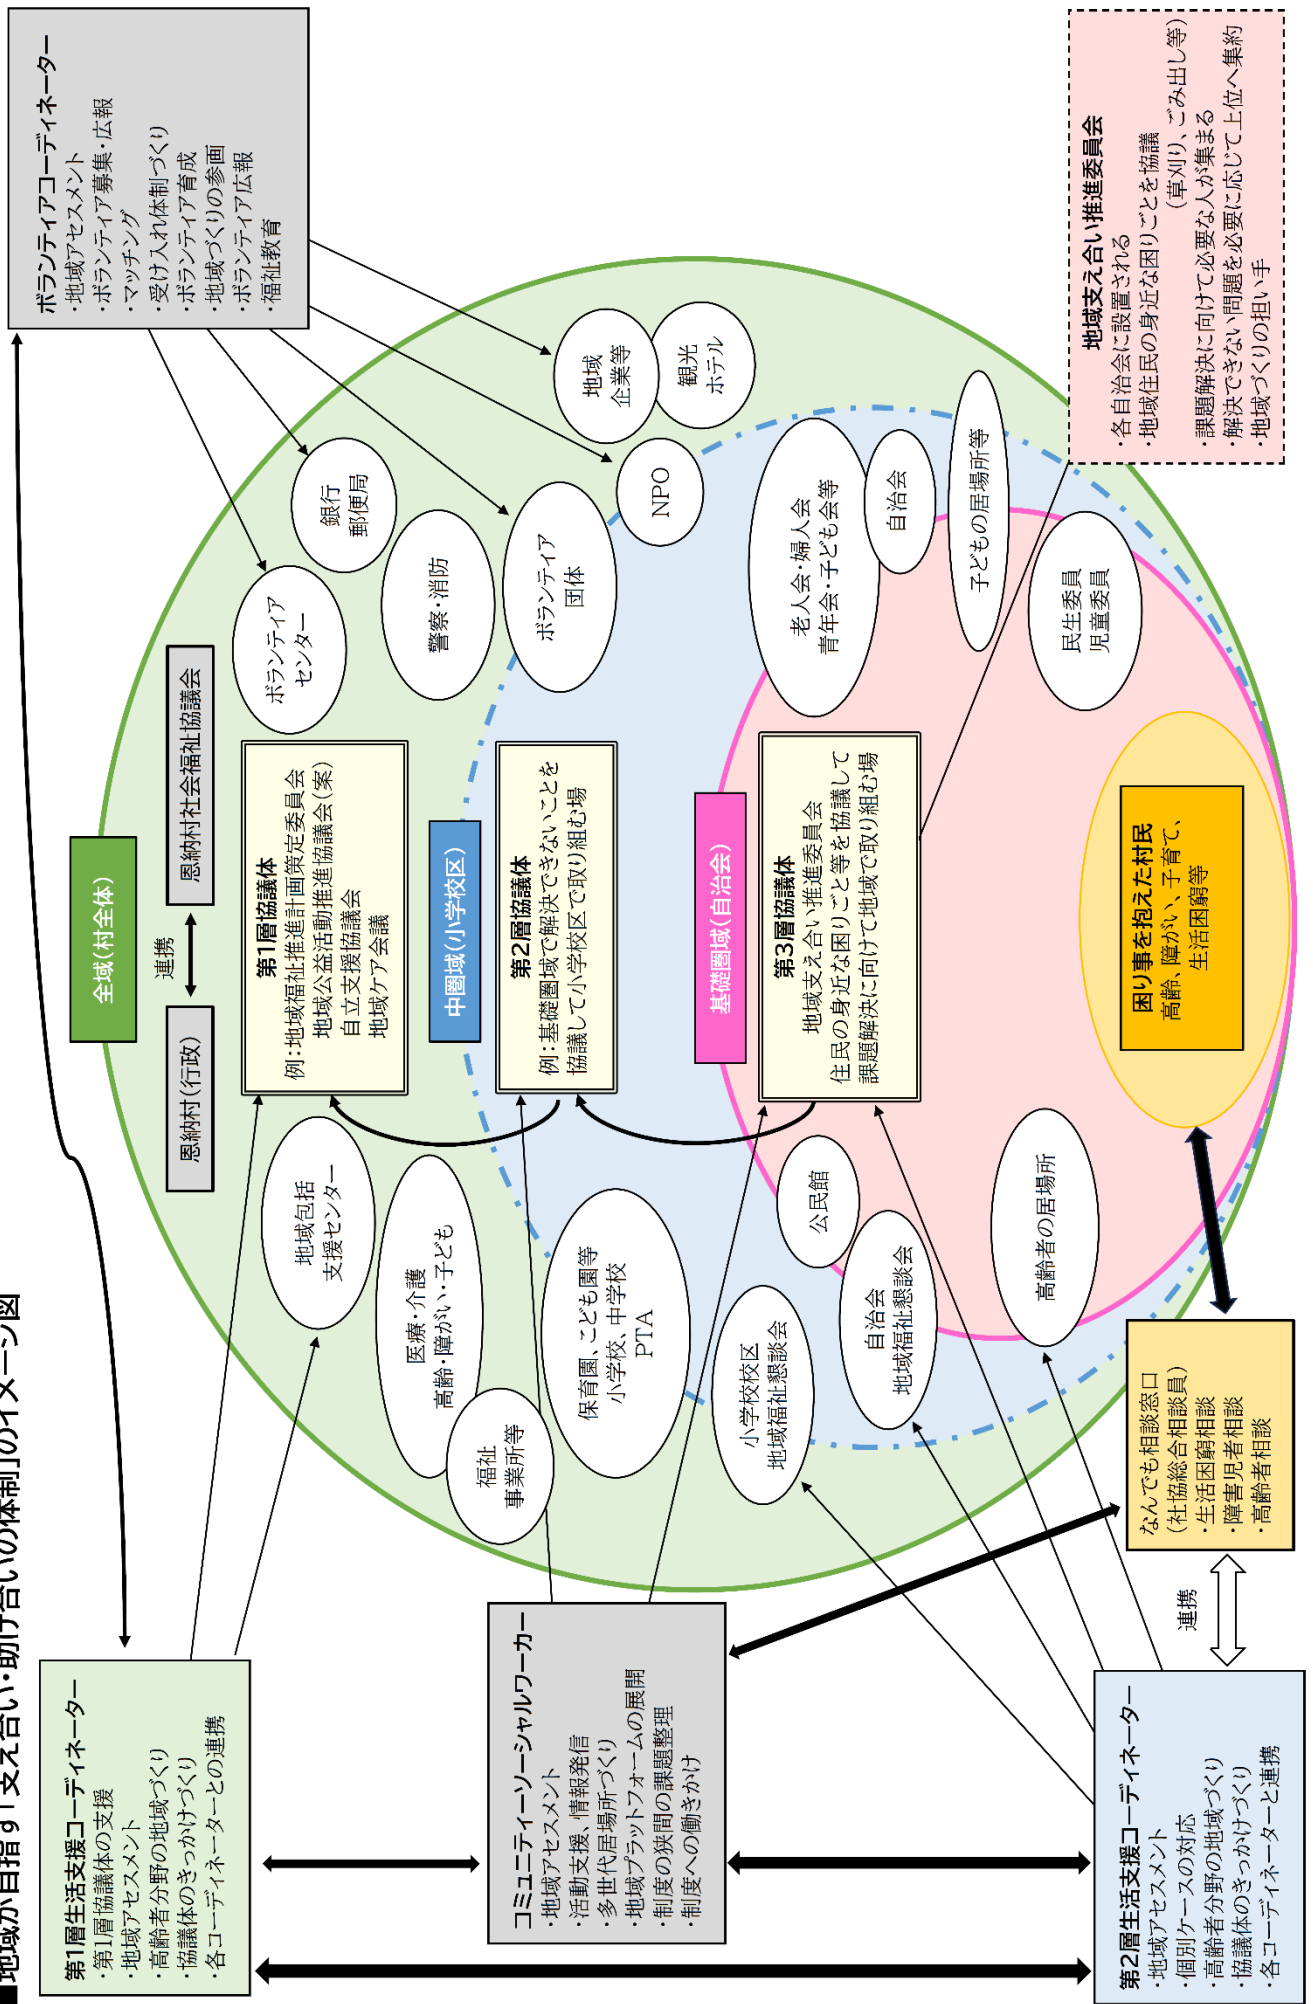 ■地域が目指す「支え合い・助け合いの体制」のイメージ図
第1層生活支援コーディネーター
・第1層協議体の支援
・地域アセスメント
・高齢者分野の地域づくり
・協議体のきっかけづくり
・各コーディネーターとの連携
ボランティアコーディネーター
・地域アセスメント
・ボランティア募集・広報
・マッチング
・受け入れ体制づくり
・ボランティア育成
・地域づくりの参画
・ボランティア広報
・福祉教育
全域(村全体)
恩納村(行政)
連携
恩納村社会福祉協議会
第1層協議体
例:地域福祉推進計画策定委員会
地域公益活動推進協議会(案)
自立支援協議会
地域ケア会議
地域包括
支援センター
医療・介護
高齢・障がい・子ども
福祉
事業所等
ボランティア
センター
銀行
郵便局
警察・消防
ボランティア
団体
NPO
地域
企業等
観光
ホテル
中圏域(小学校区)
第2層協議体
例:基礎圏域で解決できないことを
協議して小学校区で取り組む場
保育園、こども園等
小学校、中学校
PTA
小学校校区
地域福祉懇談会
基礎圏域(自治会)
第3層協議体
地域支え合い推進委員会
住民の身近な困りごと等を協議して
課題解決に向けて地域で取り組む場
公民館
自治会
地域福祉懇談会
高齢者の居場所
老人会・婦人会
青年会・子ども会等
自治会
子どもの居場所等
民生委員
児童委員
困り事を抱えた村民
高齢、障がい、子育て、
生活困窮等
コミュニティーソーシャルワーカー
・地域アセスメント
・活動支援、情報発信
・多世代居場所づくり
・地域プラットフォームの展開
・制度の狭間の課題整理
・制度への働きかけ
第2層生活支援コーディネーター
・地域アセスメント
・個別ケースの対応
・高齢者分野の地域づくり
・協議体のきっかけづくり
・各コーディネーターと連携
連携
なんでも相談窓口
(社協総合相談員)
・生活困窮相談
・障害児者相談
・高齢者相談
地域支え合い推進委員会
・各自治会に設置される
・地域住民の身近な困りごとを協議
(草刈り、ごみ出し等)
・課題解決に向けて必要な人が集まる
・解決できない問題を必要に応じて上位へ集約
・地域づくりの担い手